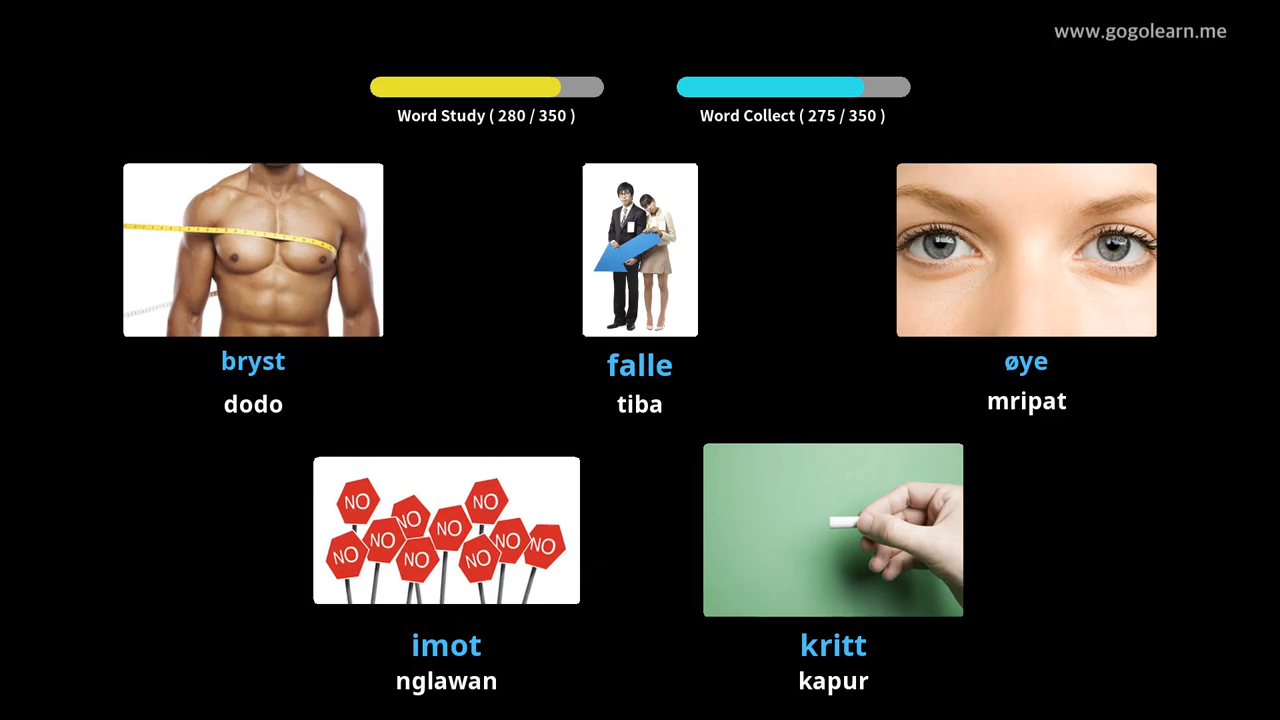 www.gogolearn.me
Word Study ( 280 / 350 )
Word Collect ( 275 / 350 )
bryst
dodo
falle
tiba
øye
mripat
NO
NO
NO
NO
NO
NO
NO
NO
NO
NO
imot
nglawan
kritt
kapur